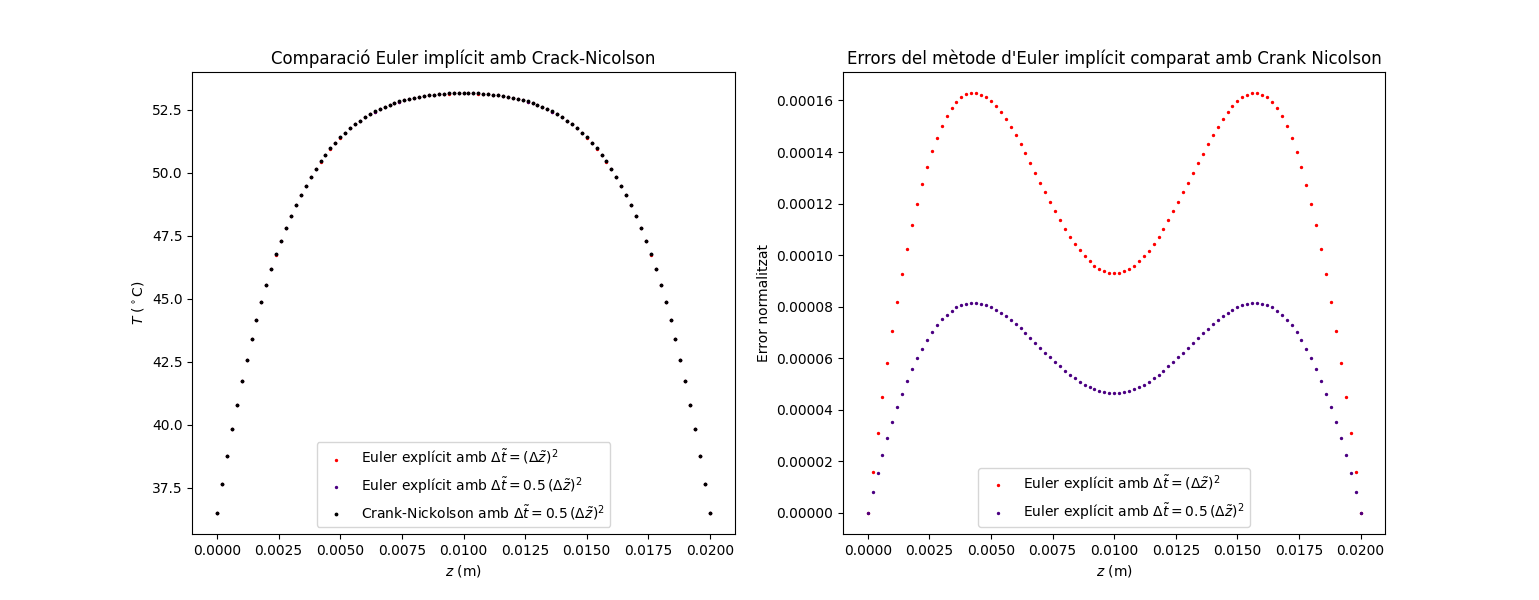 Comparació Euler implícit amb Crack-Nicolson
52.5
50.0
47.5
45.0
42.5
40.0
37.5
T (°C)
Euler explícit amb Δt̃ = (Δz̃)²
Euler explícit amb Δt̃ = 0.5 (Δz̃)²
Crank-Nickolson amb Δt̃ = 0.5 (Δz̃)²
0.0000 0.0025 0.0050 0.0075 0.0100 0.0125 0.0150 0.0175 0.0200
z (m)
Errors del mètode d'Euler implícit comparat amb Crank Nicolson
0.00016
0.00014
0.00012
0.00010
0.00008
0.00006
0.00004
0.00002
0.00000
Error normalitzat
Euler explícit amb Δt̃ = (Δz̃)²
Euler explícit amb Δt̃ = 0.5 (Δz̃)²
0.0000 0.0025 0.0050 0.0075 0.0100 0.0125 0.0150 0.0175 0.0200
z (m)